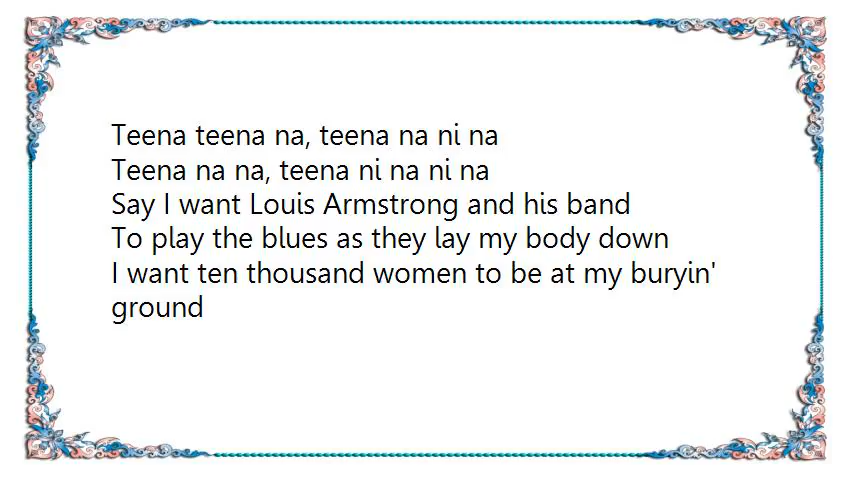 Teena teena na, teena na ni na
Teena na na, teena ni na ni na
Say I want Louis Armstrong and his band
To play the blues as they lay my body down
I want ten thousand women to be at my buryin'
ground